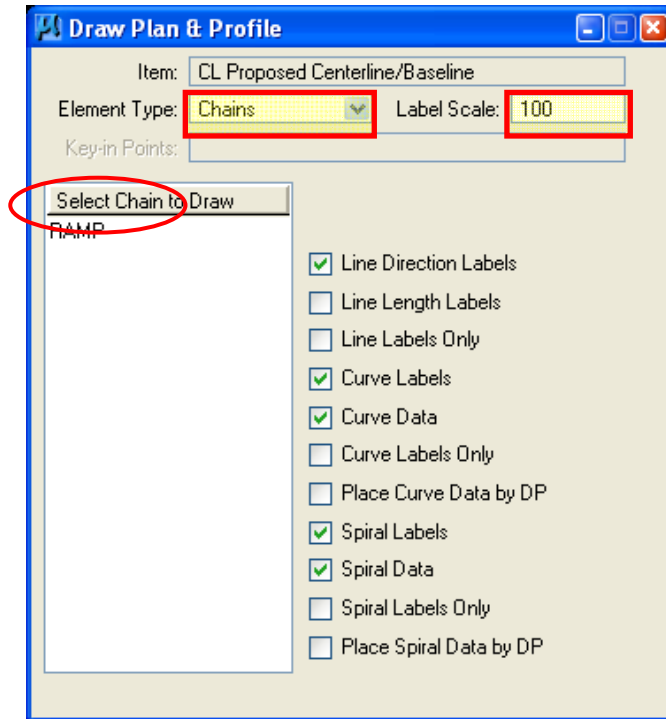 Draw Plan & Profile
Item: CL Proposed Centerline/Baseline
Element Type: Chains Label Scale: 100
Key-in Points:
Select Chain to Draw
RAMP
Line Direction Labels
Line Length Labels
Line Labels Only
Curve Labels
Curve Data
Curve Labels Only
Place Curve Data by DP
Spiral Labels
Spiral Data
Spiral Labels Only
Place Spiral Data by DP